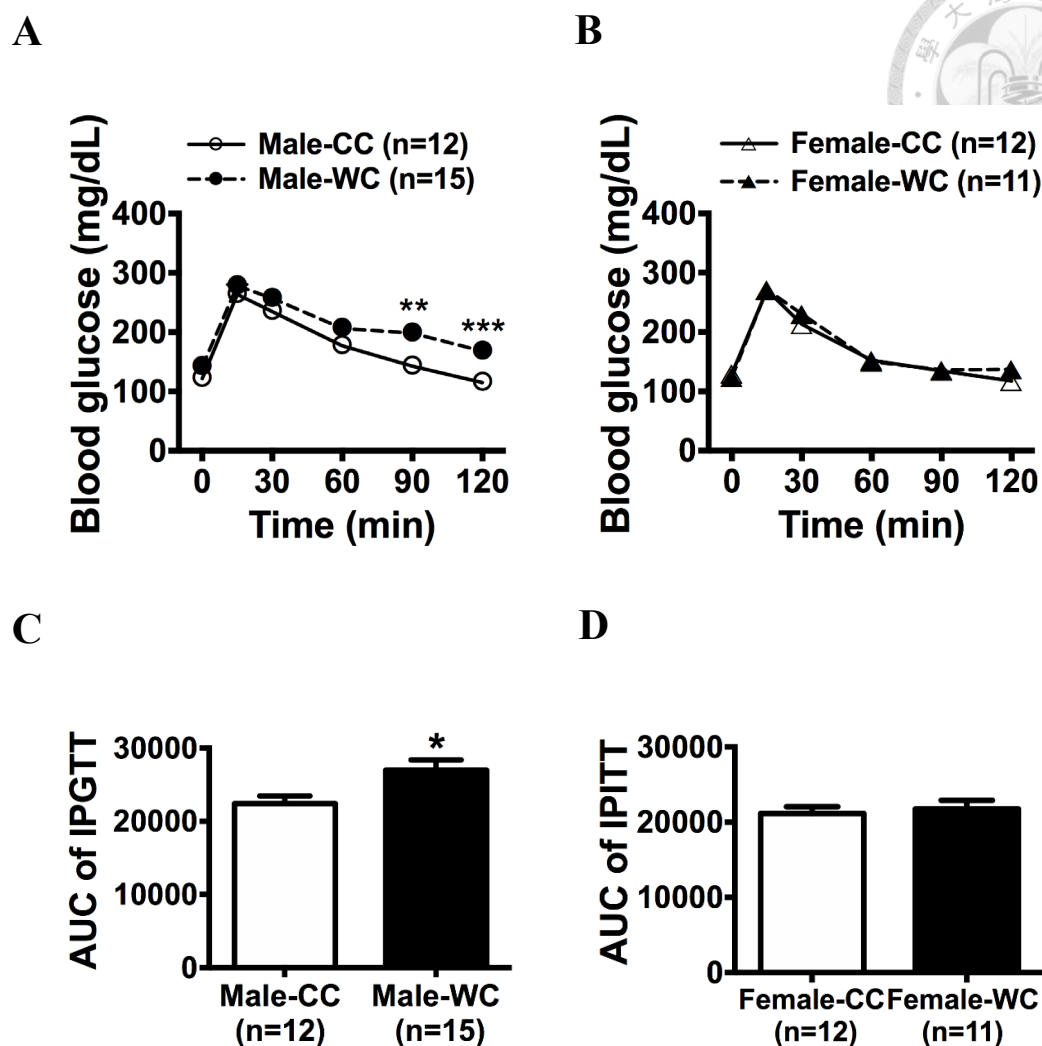 A
Male-CC (n=12)
Male-WC (n=15)
Blood glucose (mg/dL)
400
300
200
100
0
**
***
0 30 60 90 120
Time (min)
B
學 大
Female-CC (n=12)
Female-WC (n=11)
Blood glucose (mg/dL)
400
300
200
100
0
0 30 60 90 120
Time (min)
C
AUC of IPGTT
30000
20000
10000
0
*
Male-CC Male-WC
(n=12) (n=15)
D
AUC of IPITT
30000
20000
10000
0
Female-CC Female-WC
(n=12) (n=11)